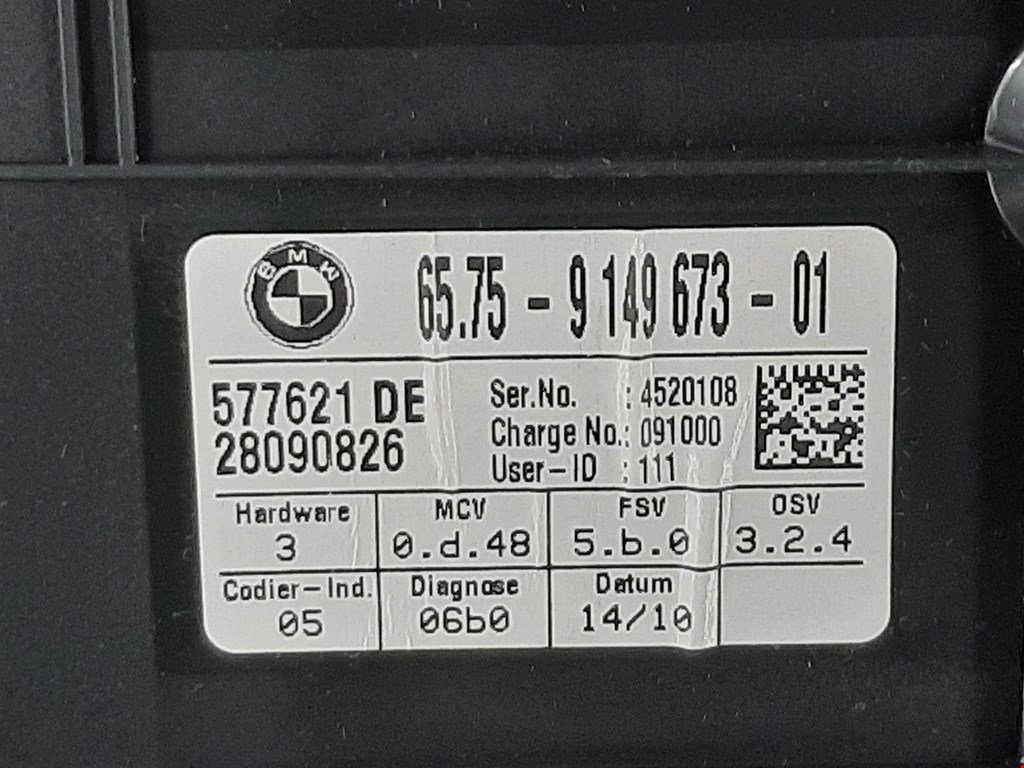 BMW
65.75 - 9 149 673 - 01
577621 DE
28090826
Ser.No. : 4520108
Charge No.: 091000
User-ID : 111
Hardware MCV FSV OSV
3 0.d.48 5.b.0 3.2.4
Codier-Ind. Diagnose Datum
05 06b0 14/10